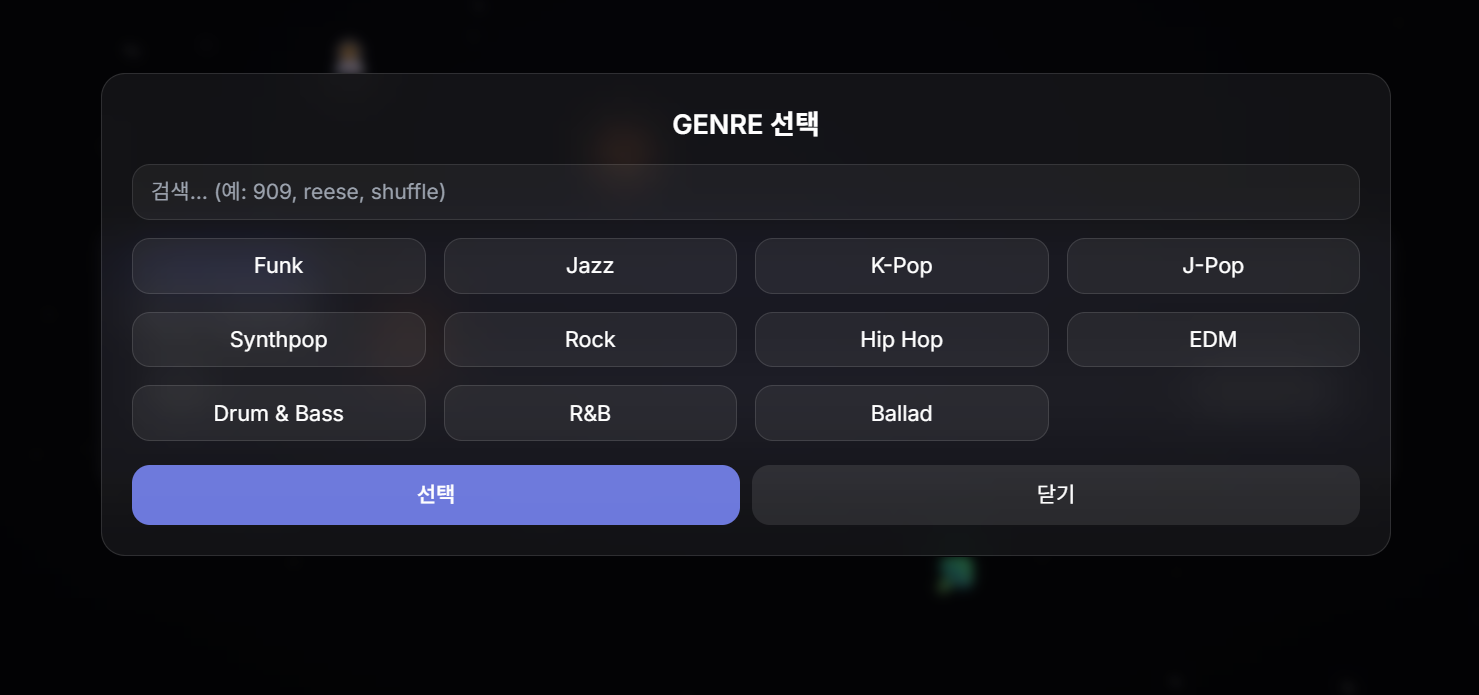 GENRE 선택
검색... (예: 909, reese, shuffle)
Funk
Jazz
K-Pop
J-Pop
Synthpop
Rock
Hip Hop
EDM
Drum & Bass
R&B
Ballad
선택
닫기